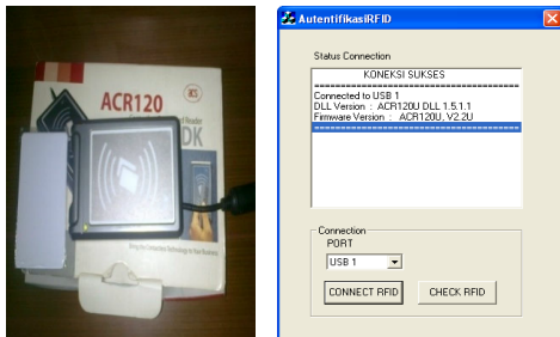 ACR120
ACS
Reader
DK
AutentifikasiRFID
Status Connection
KONEKSI SUKSES
========================================
Connected to USB 1
DLL Version : ACR120U DLL 1.5.1.1
Firmware Version : ACR120U, V2.2U
========================================
Connection
PORT
USB 1
CONNECT RFID
CHECK RFID